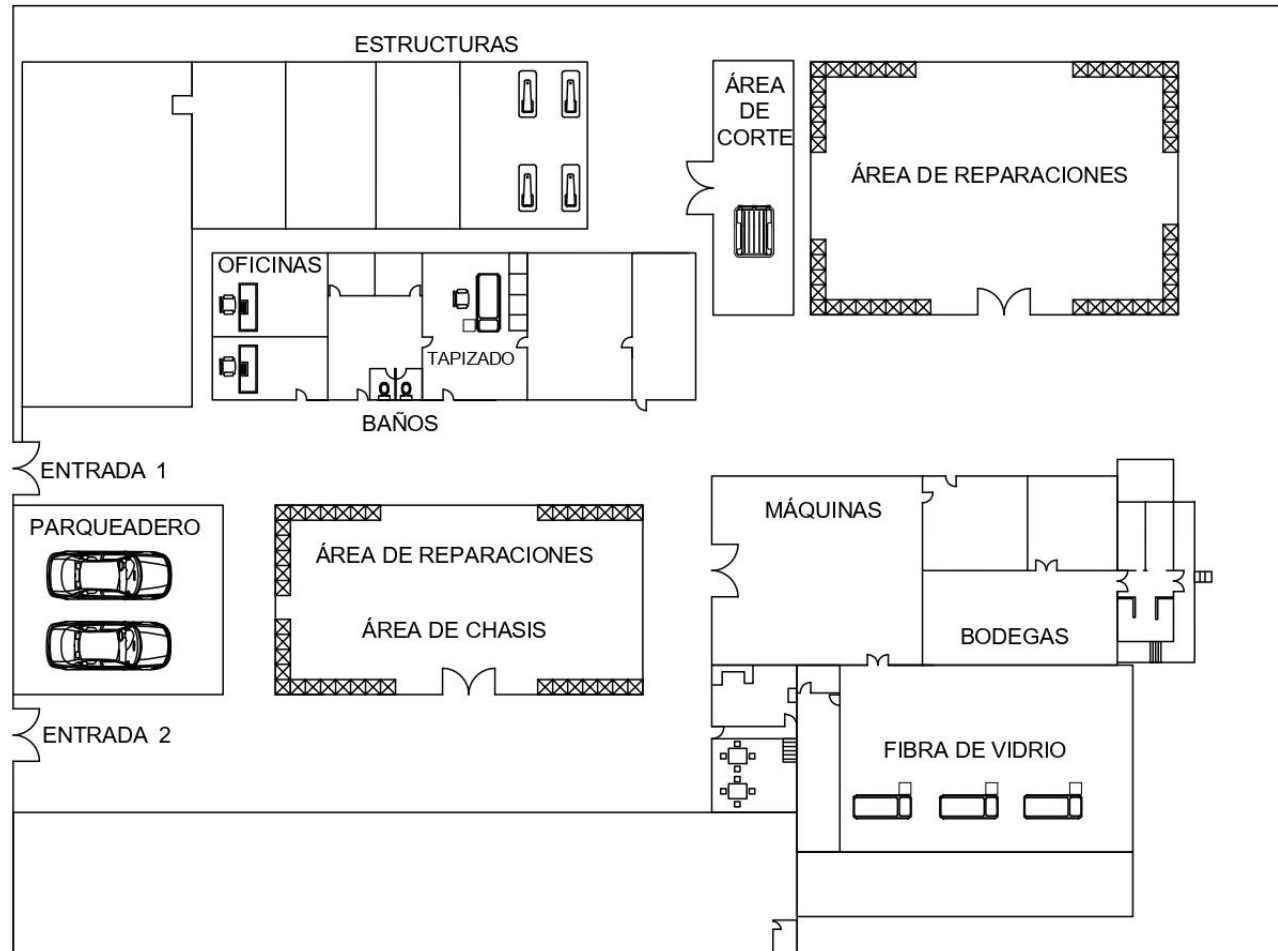 ESTRUCTURAS
ÁREA
DE
CORTE
ÁREA DE REPARACIONES
OFICINAS
TAPIZADO
BAÑOS
ENTRADA 1
PARQUEADERO
ÁREA DE REPARACIONES
ÁREA DE CHASIS
MÁQUINAS
BODEGAS
ENTRADA 2
FIBRA DE VIDRIO